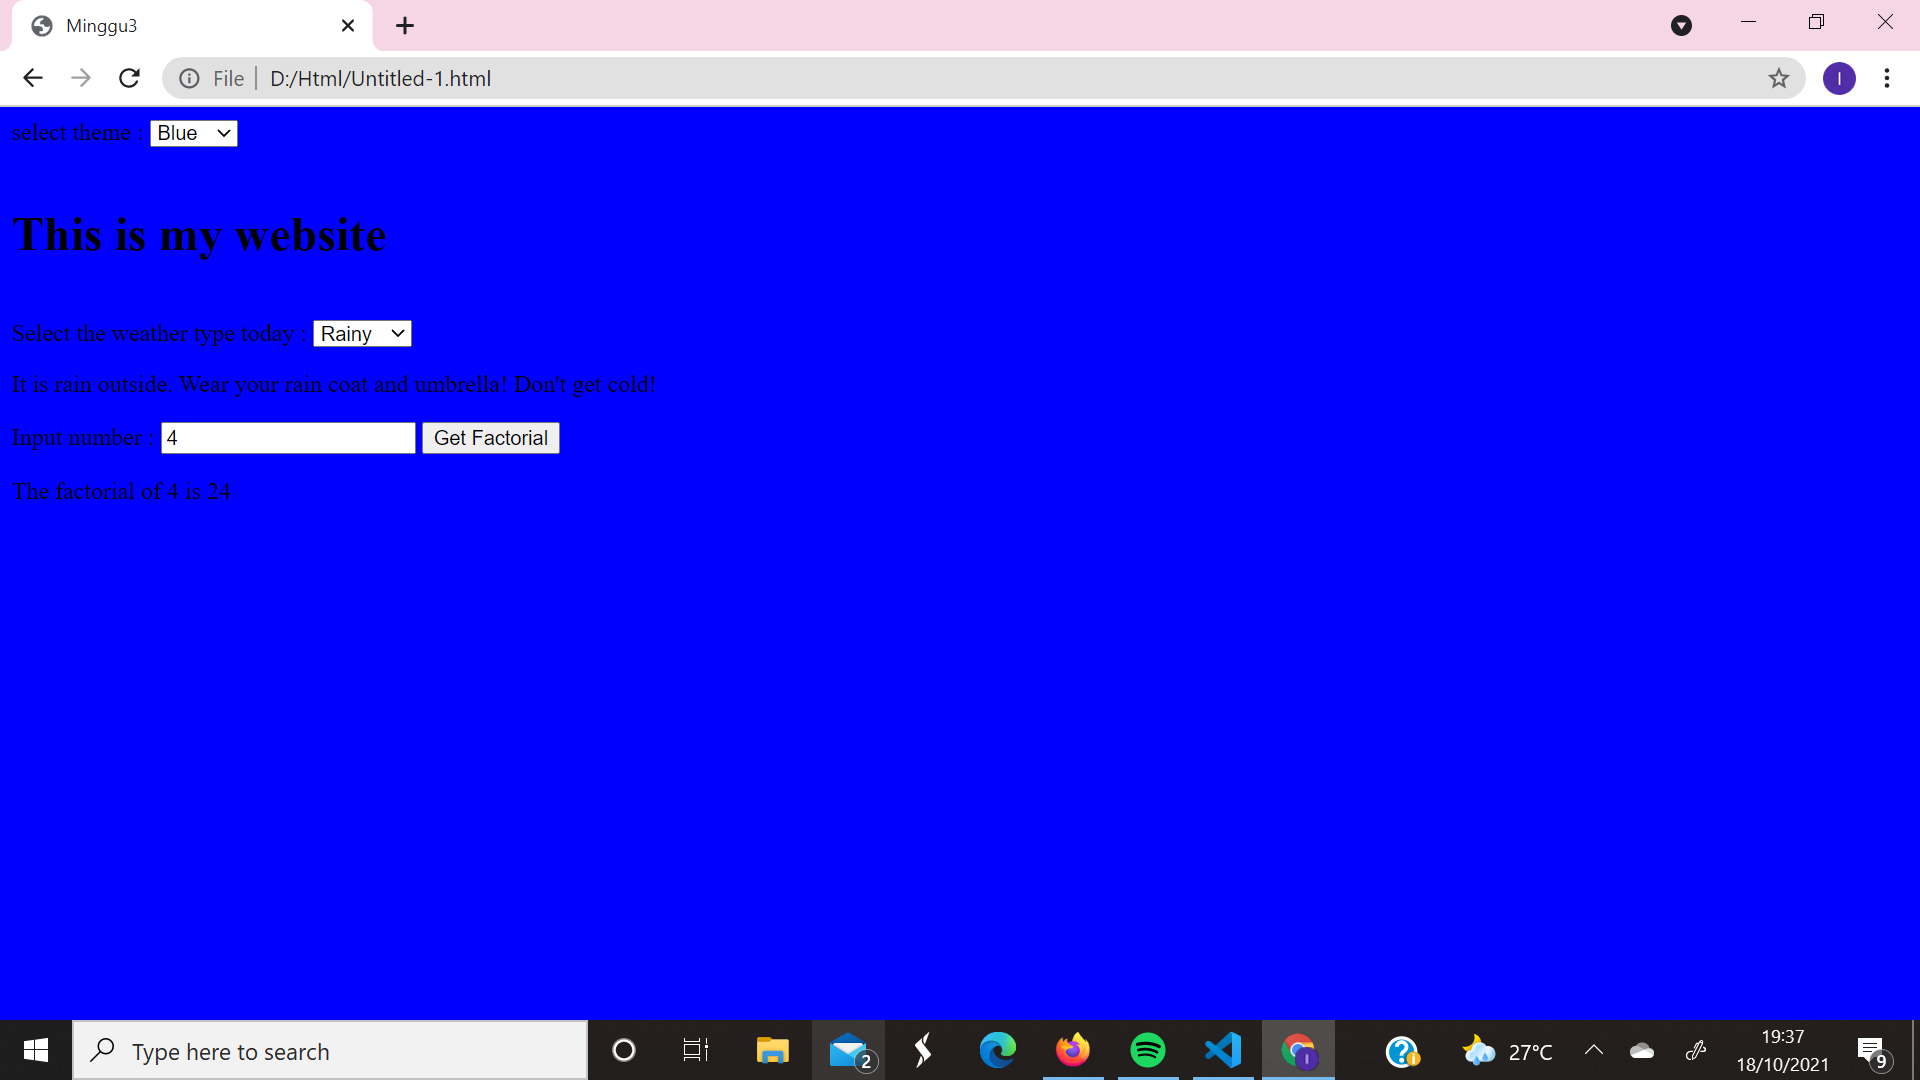 Minggu3
File D:/Html/Untitled-1.html I
select theme : Blue
This is my website
Select the weather type today : Rainy
It is rain outside. Wear your rain coat and umbrella! Don't get cold!
Input number : 4 Get Factorial
The factorial of 4 is 24
Type here to search 2 I 27°C 19:37
18/10/2021 9